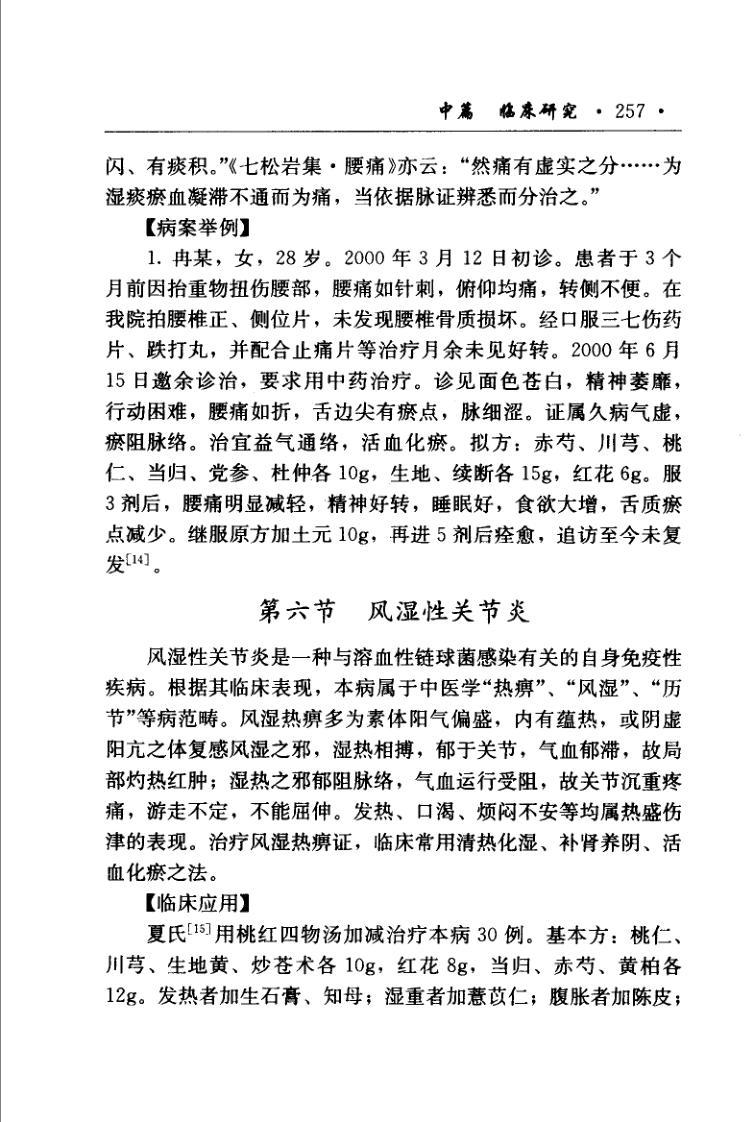 中篇 临床研究 · 257 ·
闪、有痰积。”《七松岩集·腰痛》亦云：“然痛有虚实之分……为
湿痰瘀血凝滞不通而为痛，当依据脉证辨悉而分治之。”
【病案举例】
1. 冉某，女，28 岁。2000 年 3 月 12 日初诊。患者于 3 个
月前因抬重物扭伤腰部，腰痛如针刺，俯仰均痛，转侧不便。在
我院拍腰椎正、侧位片，未发现腰椎骨质损坏。经口服三七伤药
片、跌打丸，并配合止痛片等治疗月余未见好转。2000 年 6 月
15 日邀余诊治，要求用中药治疗。诊见面色苍白，精神萎靡，
行动困难，腰痛如折，舌边尖有瘀点，脉细涩。证属久病气虚，
瘀阻脉络。治宜益气通络，活血化瘀。拟方：赤芍、川芎、桃
仁、当归、党参、杜仲各 10g，生地、续断各 15g，红花 6g。服
3 剂后，腰痛明显减轻，精神好转，睡眠好，食欲大增，舌质瘀
点减少。继服原方加土元 10g，再进 5 剂后痊愈，追访至今未复
发[14]。
第六节 风湿性关节炎
风湿性关节炎是一种与溶血性链球菌感染有关的自身免疫性
疾病。根据其临床表现，本病属于中医学“热痹”、“风湿”、“历
节”等病范畴。风湿热痹多为素体阳气偏盛，内有蕴热，或阴虚
阳亢之体复感风湿之邪，湿热相搏，郁于关节，气血郁滞，故局
部灼热红肿；湿热之邪郁阻脉络，气血运行受阻，故关节沉重疼
痛，游走不定，不能屈伸。发热、口渴、烦闷不安等均属热盛伤
津的表现。治疗风湿热痹证，临床常用清热化湿、补肾养阴、活
血化瘀之法。
【临床应用】
夏氏[15]用桃红四物汤加减治疗本病 30 例。基本方：桃仁、
川芎、生地黄、炒苍术各 10g，红花 8g，当归、赤芍、黄柏各
12g。发热者加生石膏、知母；湿重者加薏苡仁；腹胀者加陈皮；